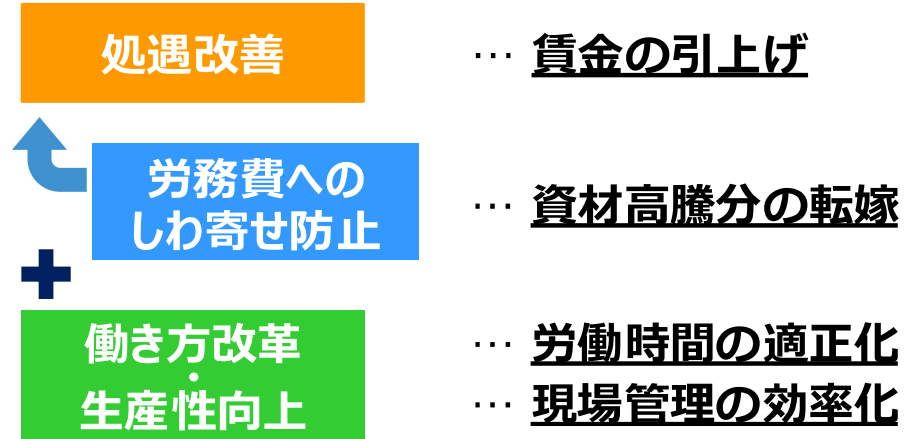 処遇改善 … 賃金の引上げ
労務費への
しわ寄せ防止 … 資材高騰分の転嫁
働き方改革 … 労働時間の適正化
・
生産性向上 … 現場管理の効率化